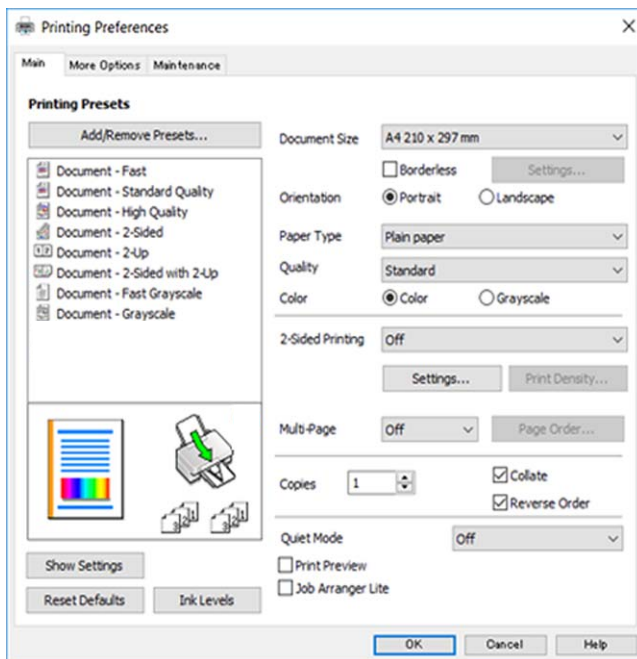 Printing Preferences
Main More Options Maintenance
Printing Presets
Add/Remove Presets...
Document - Fast
Document - Standard Quality
Document - High Quality
Document - 2-Sided
Document - 2-Up
Document - 2-Sided with 2-Up
Document - Fast Grayscale
Document - Grayscale
Show Settings
Reset Defaults Ink Levels
Document Size A4 210 x 297 mm
Borderless Settings...
Orientation Portrait Landscape
Paper Type Plain paper
Quality Standard
Color Color Grayscale
2-Sided Printing Off
Settings... Print Density...
Multi-Page Off Page Order...
Copies 1 Collate
Reverse Order
Quiet Mode Off
Print Preview
Job Arranger Lite
OK Cancel Help